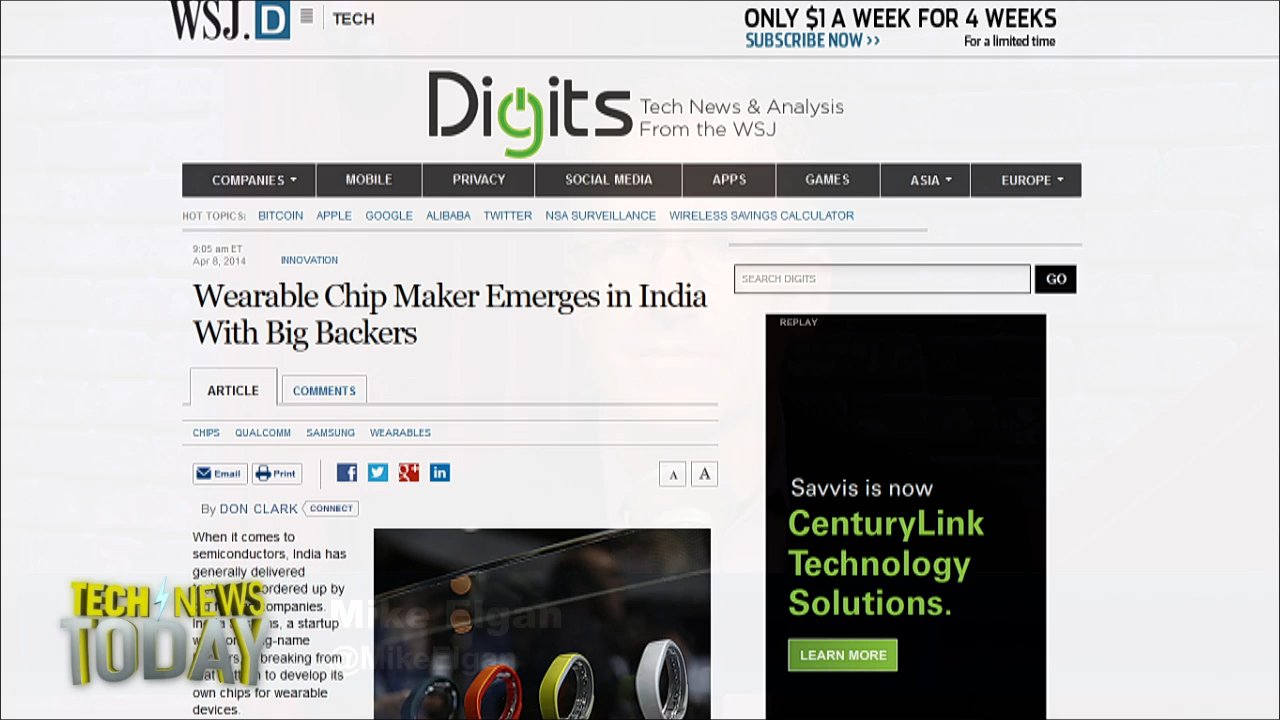 WSJ.D
TECH
ONLY $1 A WEEK FOR 4 WEEKS
SUBSCRIBE NOW >>
For a limited time
Digits
Tech News & Analysis
From the WSJ
COMPANIES
MOBILE
PRIVACY
SOCIAL MEDIA
APPS
GAMES
ASIA
EUROPE
HOT TOPICS:
BITCOIN
APPLE
GOOGLE
ALIBABA
TWITTER
NSA SURVEILLANCE
WIRELESS SAVINGS CALCULATOR
9:05 am ET
Apr 8, 2014
INNOVATION
Wearable Chip Maker Emerges in India
With Big Backers
SEARCH DIGITS
GO
REPLAY
ARTICLE
COMMENTS
CHIPS
QUALCOMM
SAMSUNG
WEARABLES
Email
Print
A
A
By DON CLARK
CONNECT
When it comes to
semiconductors, India has
generally delivered
ordered up by
companies.
a startup
breaking from
to develop its
own chips for wearable
devices.
Savvis is now
CenturyLink
Technology
Solutions.
LEARN MORE
TECH NEWS
TODAY
Mike Elgan
@MikeElgan